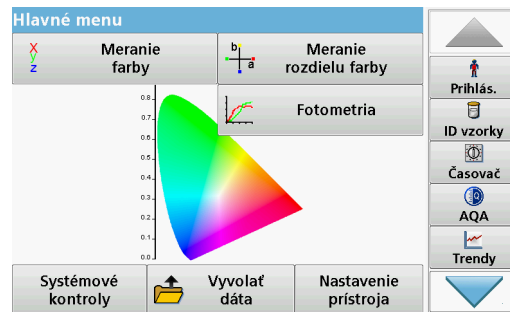 Hlavné menu
X
y
z
Meranie
farby
b
a
Meranie
rozdielu farby
Fotometria
0.8
0.7
0.6
0.5
0.4
0.3
0.2
0.1
0.0
Systémové
kontroly
Vyvolať
dáta
Nastavenie
prístroja
Prihlás.
ID vzorky
Časovač
AQA
Trendy